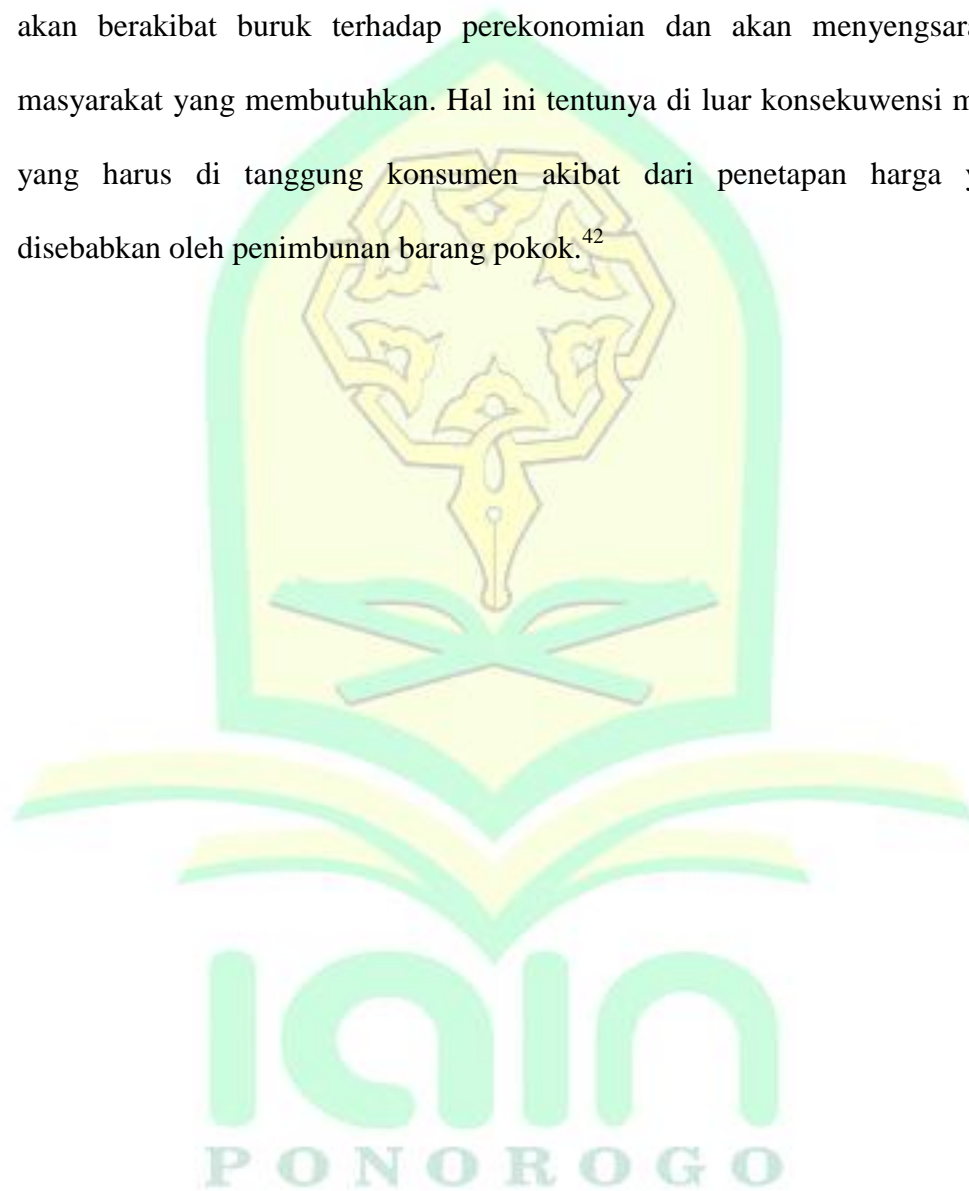 akan berakibat buruk terhadap perekonomian dan akan menyengsara
masyarakat yang membutuhkan. Hal ini tentunya di luar konsekuwensi m
yang harus di tanggung konsumen akibat dari penetapan harga y
disebabkan oleh penimbunan barang pokok.42
iain
PONOROGO